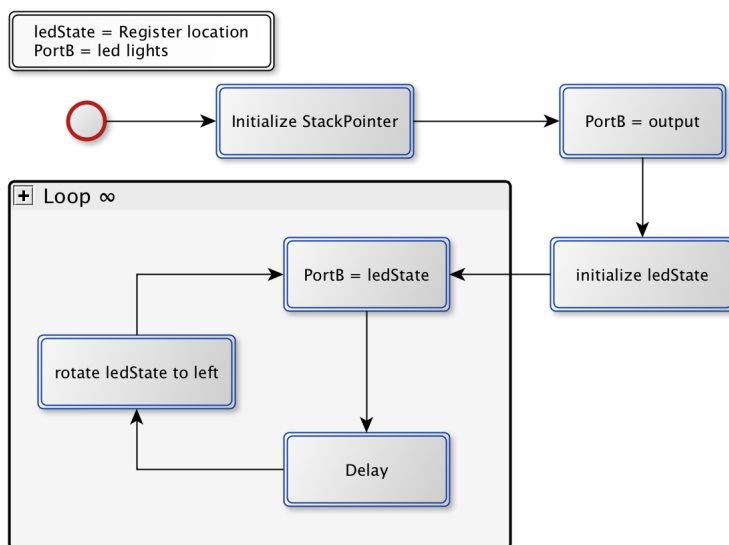 ledState = Register location
PortB = led lights
Initialize StackPointer
PortB = output
+ Loop ∞
PortB = ledState
initialize ledState
rotate ledState to left
Delay